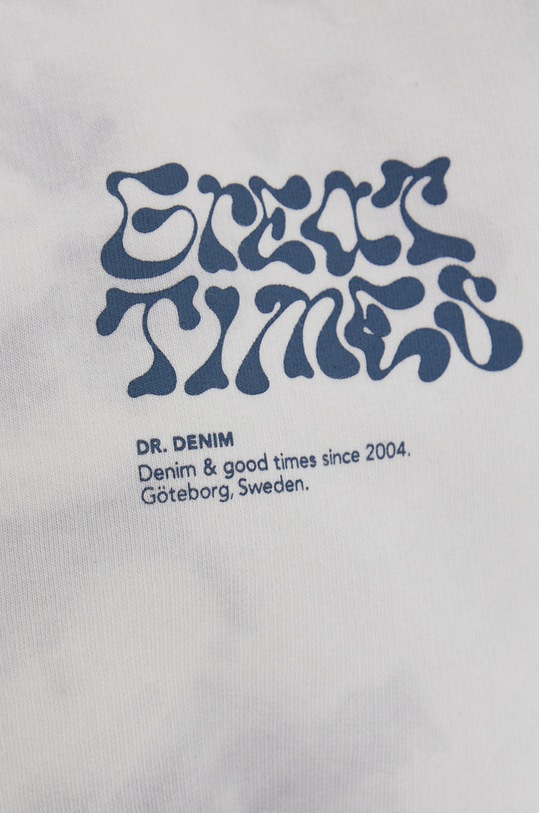 GREAT
TIMES
DR. DENIM
Denim & good times since 2004.
Göteborg, Sweden.